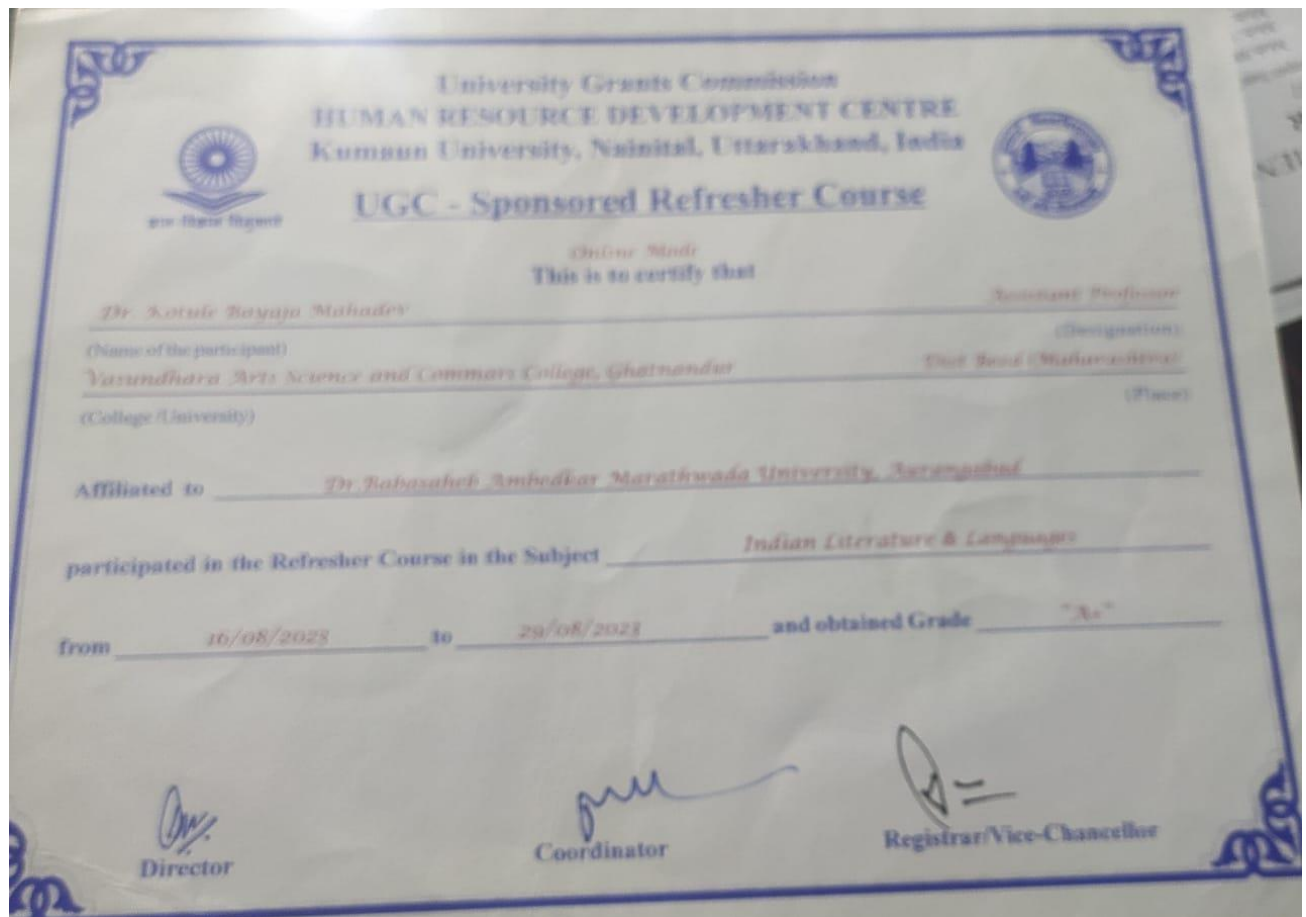 University Grants Commission
HUMAN RESOURCE DEVELOPMENT CENTRE
Kumaun University, Nainital, Uttarakhand, India
UGC - Sponsored Refresher Course
Online Mode
This is to certify that
Dr. Kotule Bayaja Mahadev Assistant Professor
(Name of the participant) (Designation)
Vasundhara Arts Science and Commars College, Ghatnandur Dist Beed (Maharashtra)
(College/University) (Place)
Affiliated to Dr.Babasaheb Ambedkar Marathwada University, Aurangabad
participated in the Refresher Course in the Subject Indian Literature & Languages
from 16/08/2023 to 29/08/2023 and obtained Grade
Director Coordinator Registrar/Vice-Chancellor